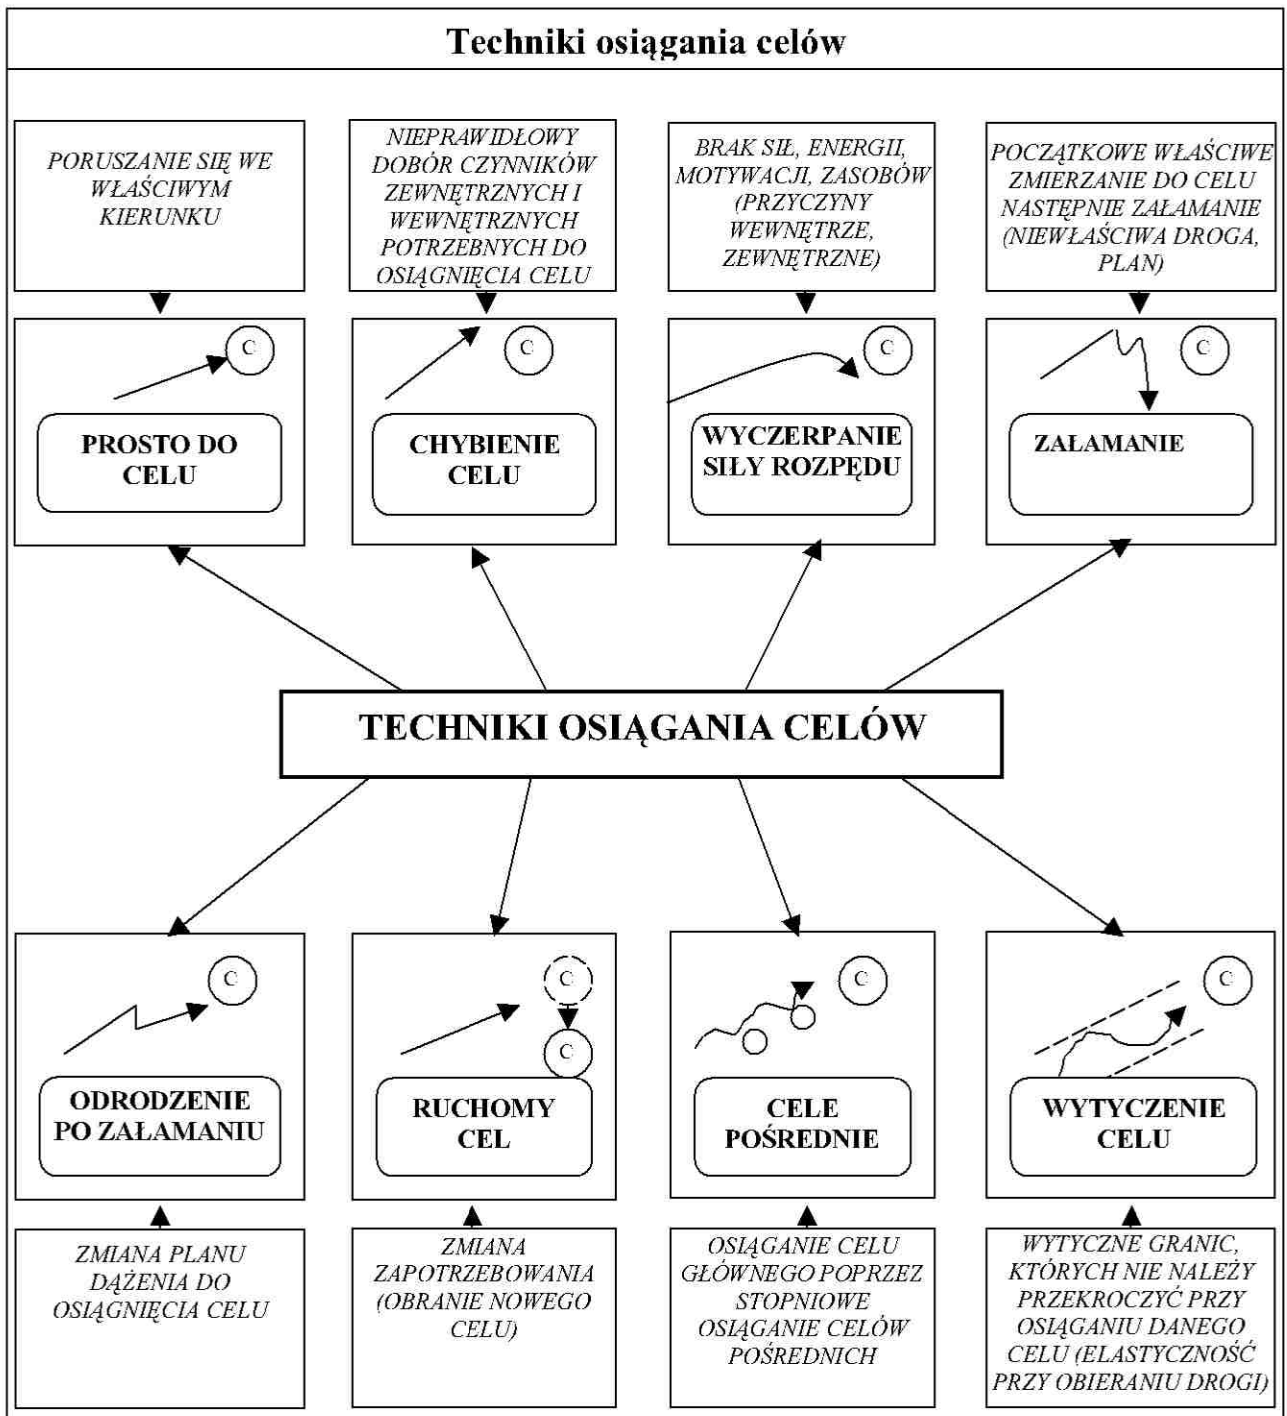 Techniki osiągania celów
PORUSZANIE SIĘ WE
WŁAŚCIWYM
KIERUNKU
NIEPRAWIDŁOWY
DOBÓR CZYNNIKÓW
ZEWNĘTRZNYCH I
WEWNĘTRZNYCH
POTRZEBNYCH DO
OSIĄGNIĘCIA CELU
BRAK SIŁ, ENERGII,
MOTYWACJI, ZASOBÓW
(PRZYCZYNY
WEWNĘTRZE,
ZEWNĘTRZNE)
POCZĄTKOWE WŁAŚCIWE
ZMIERZANIE DO CELU
NASTĘPNIE ZAŁAMANIE
(NIEWŁAŚCIWA DROGA,
PLAN)
C
PROSTO DO
CELU
C
CHYBIENIE
CELU
C
WYCZERPANIE
SIŁY ROZPĘDU
C
ZAŁAMANIE
TECHNIKI OSIĄGANIA CELÓW
C
ODRODZENIE
PO ZAŁAMANIU
C
C
RUCHOMY
CEL
C
CELE
POŚREDNIE
C
WYTYCZENIE
CELU
ZMIANA PLANU
DĄŻENIA DO
OSIĄGNIĘCIA CELU
ZMIANA
ZAPOTRZEBOWANIA
(OBRANIE NOWEGO
CELU)
OSIĄGANIE CELU
GŁÓWNEGO POPRZEZ
STOPNIOWE
OSIĄGANIE CELÓW
POŚREDNICH
WYTYCZNE GRANIC,
KTÓRYCH NIE NALEŻY
PRZEKROCZYĆ PRZY
OSIĄGANIU DANEGO
CELU (ELASTYCZNOŚĆ
PRZY OBIERANIU DROGI)